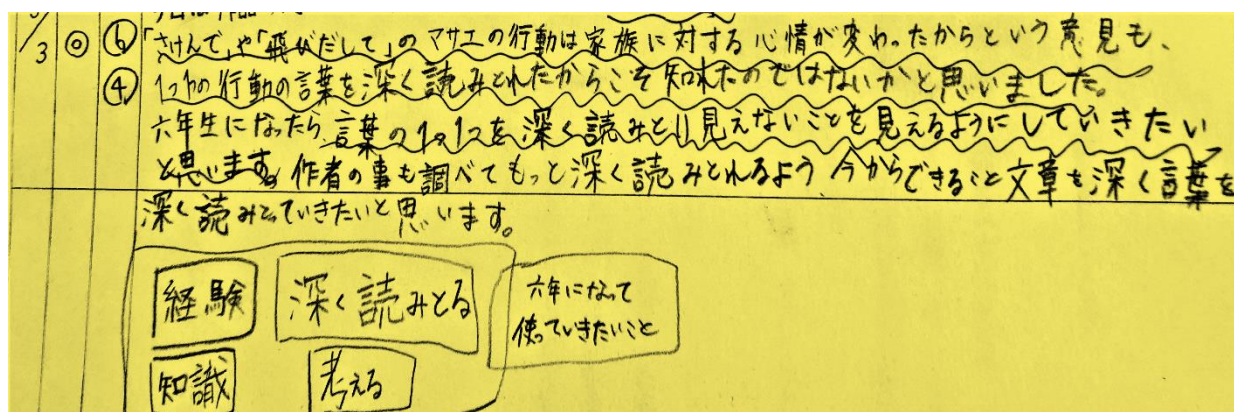 /3 ◎ ⑥ 「さけんで」や「飛びだして」のマサエの行動は家族に対する心情が変わったからという意見も、
④ 1つ1つの行動の言葉を深く読みとれたからこそ知れたのではないかと思いました。
六年生になったら、言葉の1つ1つを深く読みとり見えないことを見えるようにしていきたい
と思います。作者の事も調べてもっと深く読みとれるよう今からできること文章を深く言葉を
深く読みとっていきたいと思います。
経験 深く読みとる 六年になって
使っていきたいこと
知識 考える